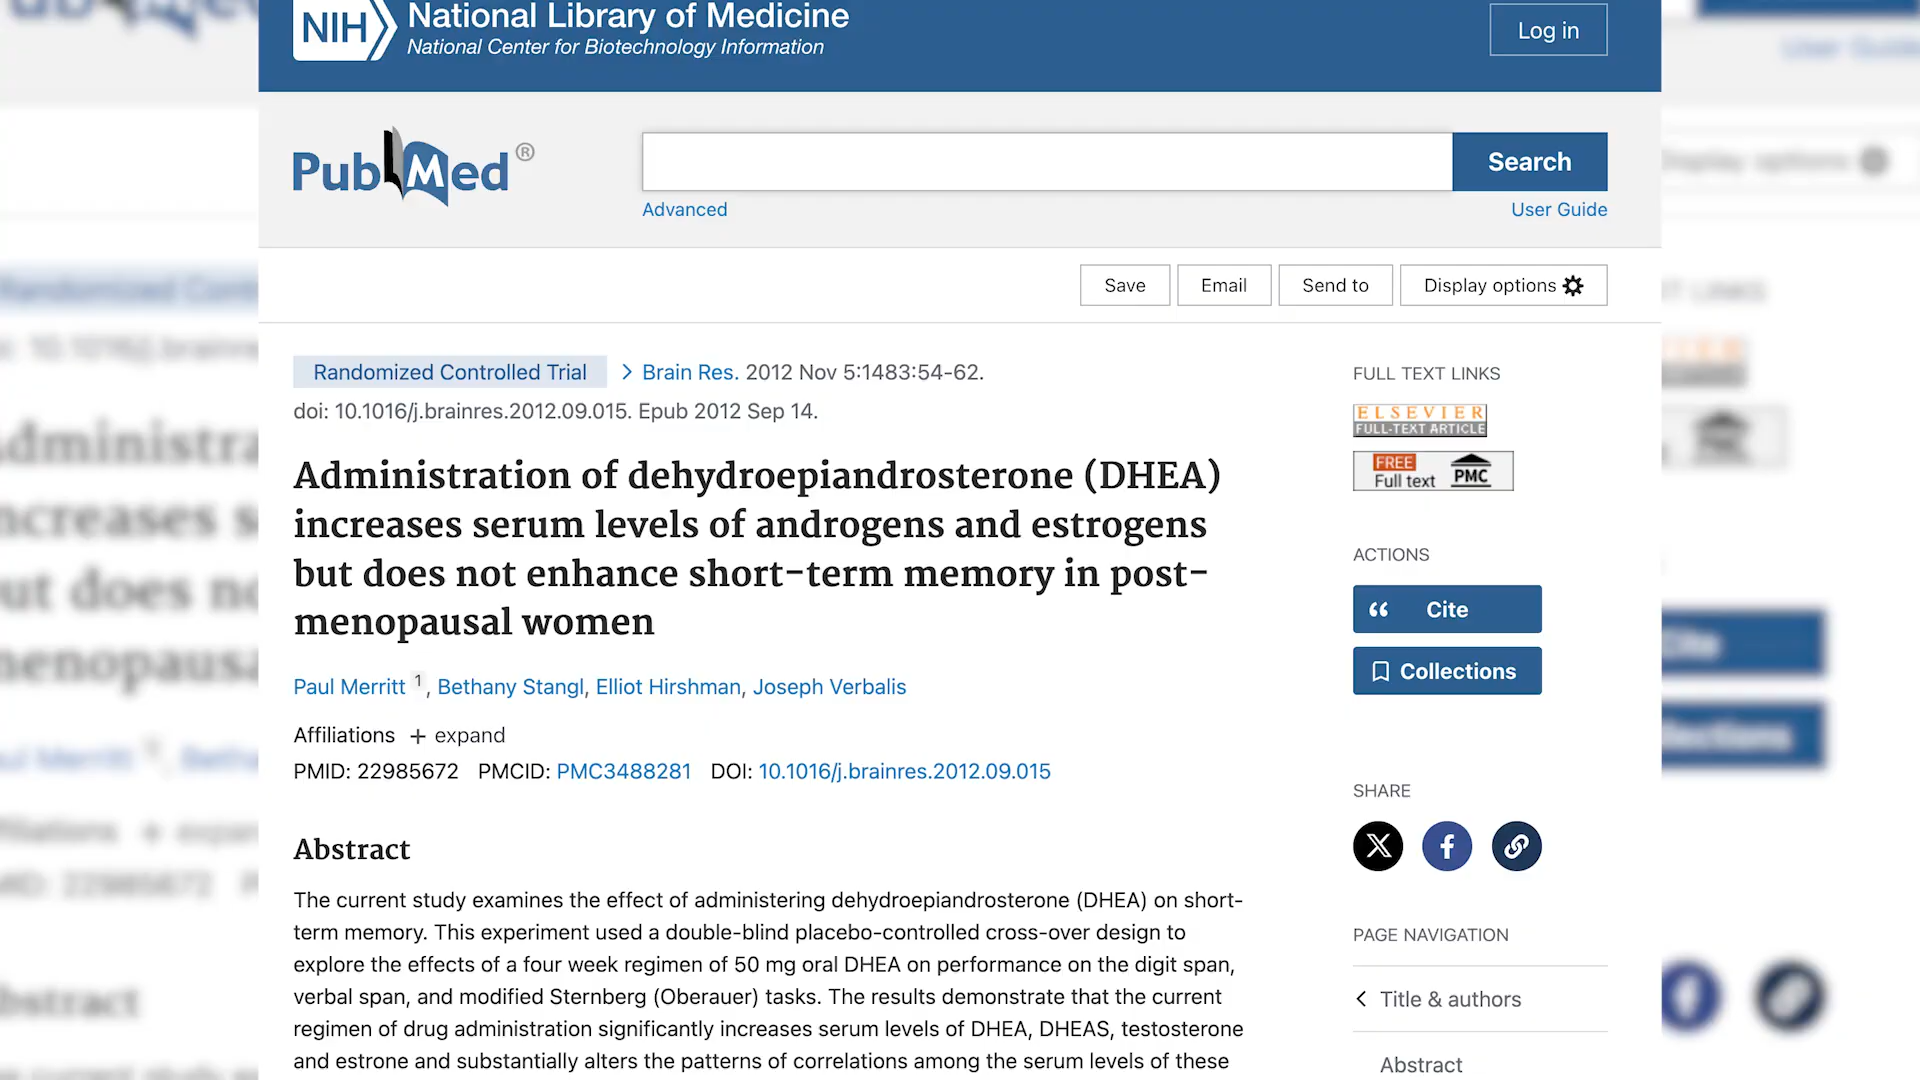 NIH National Library of Medicine
National Center for Biotechnology Information
Log in
PubMed®
Search
Advanced
User Guide
Save
Email
Send to
Display options
Randomized Controlled Trial
Brain Res. 2012 Nov 5:1483:54-62.
doi: 10.1016/j.brainres.2012.09.015. Epub 2012 Sep 14.
Administration of dehydroepiandrosterone (DHEA)
increases serum levels of androgens and estrogens
but does not enhance short-term memory in post-
menopausal women
Paul Merritt 1, Bethany Stangl, Elliot Hirshman, Joseph Verbalis
Affiliations + expand
PMID: 22985672 PMCID: PMC3488281 DOI: 10.1016/j.brainres.2012.09.015
Abstract
The current study examines the effect of administering dehydroepiandrosterone (DHEA) on short-
term memory. This experiment used a double-blind placebo-controlled cross-over design to
explore the effects of a four week regimen of 50 mg oral DHEA on performance on the digit span,
verbal span, and modified Sternberg (Oberauer) tasks. The results demonstrate that the current
regimen of drug administration significantly increases serum levels of DHEA, DHEAS, testosterone
and estrone and substantially alters the patterns of correlations among the serum levels of these
FULL TEXT LINKS
ELSEVIER
FULL-TEXT ARTICLE
FREE
Full text PMC
ACTIONS
Cite
Collections
SHARE
PAGE NAVIGATION
Title & authors
Abstract